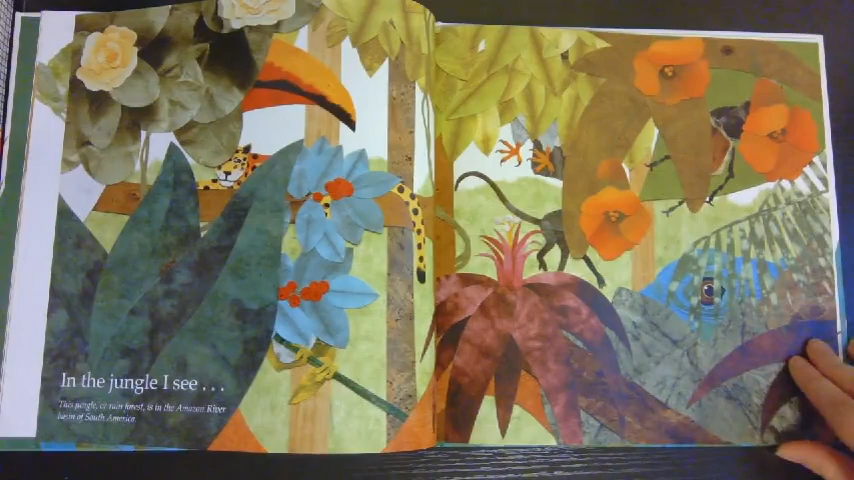 In the jungle I see . . .
This jungle, or rain forest, is in the Amazon River
basin of South America.